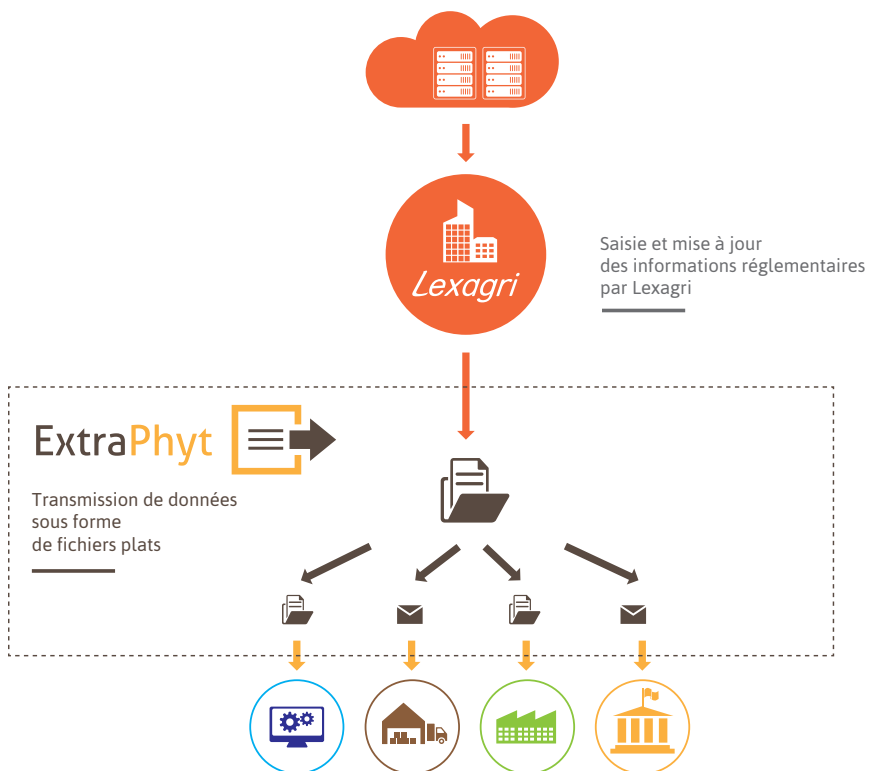 Lexagri
Saisie et mise à jour
des informations réglementaires
par Lexagri
ExtraPhyt
Transmission de données
sous forme
de fichiers plats